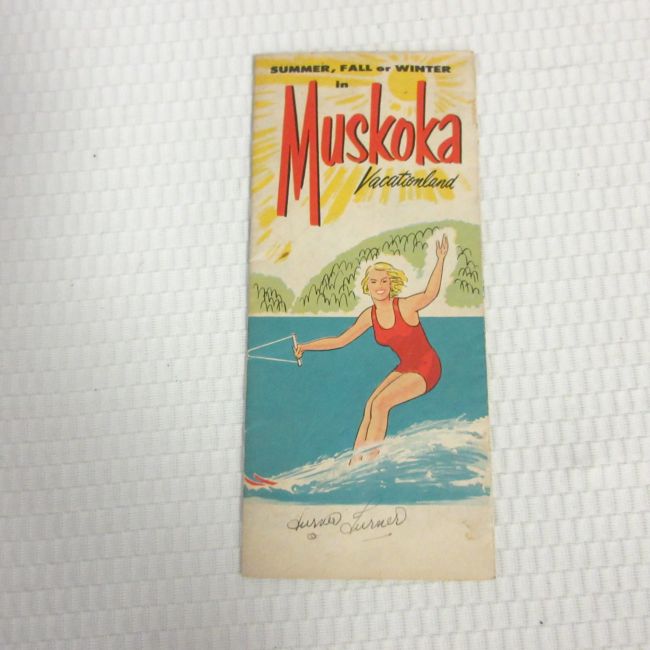 SUMMER, FALL or WINTER
in
Muskoka
Vacationland
Turner